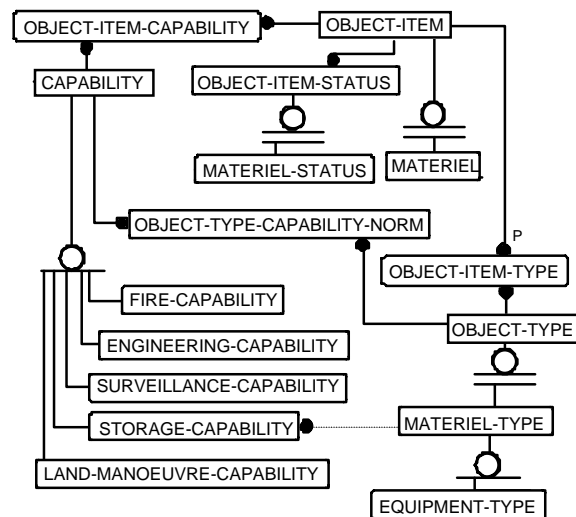 OBJECT-ITEM-CAPABILITY
OBJECT-ITEM
CAPABILITY
OBJECT-ITEM-STATUS
MATERIEL-STATUS
MATERIEL
OBJECT-TYPE-CAPABILITY-NORM
P
OBJECT-ITEM-TYPE
FIRE-CAPABILITY
OBJECT-TYPE
ENGINEERING-CAPABILITY
SURVEILLANCE-CAPABILITY
STORAGE-CAPABILITY
MATERIEL-TYPE
LAND-MANOEUVRE-CAPABILITY
EQUIPMENT-TYPE